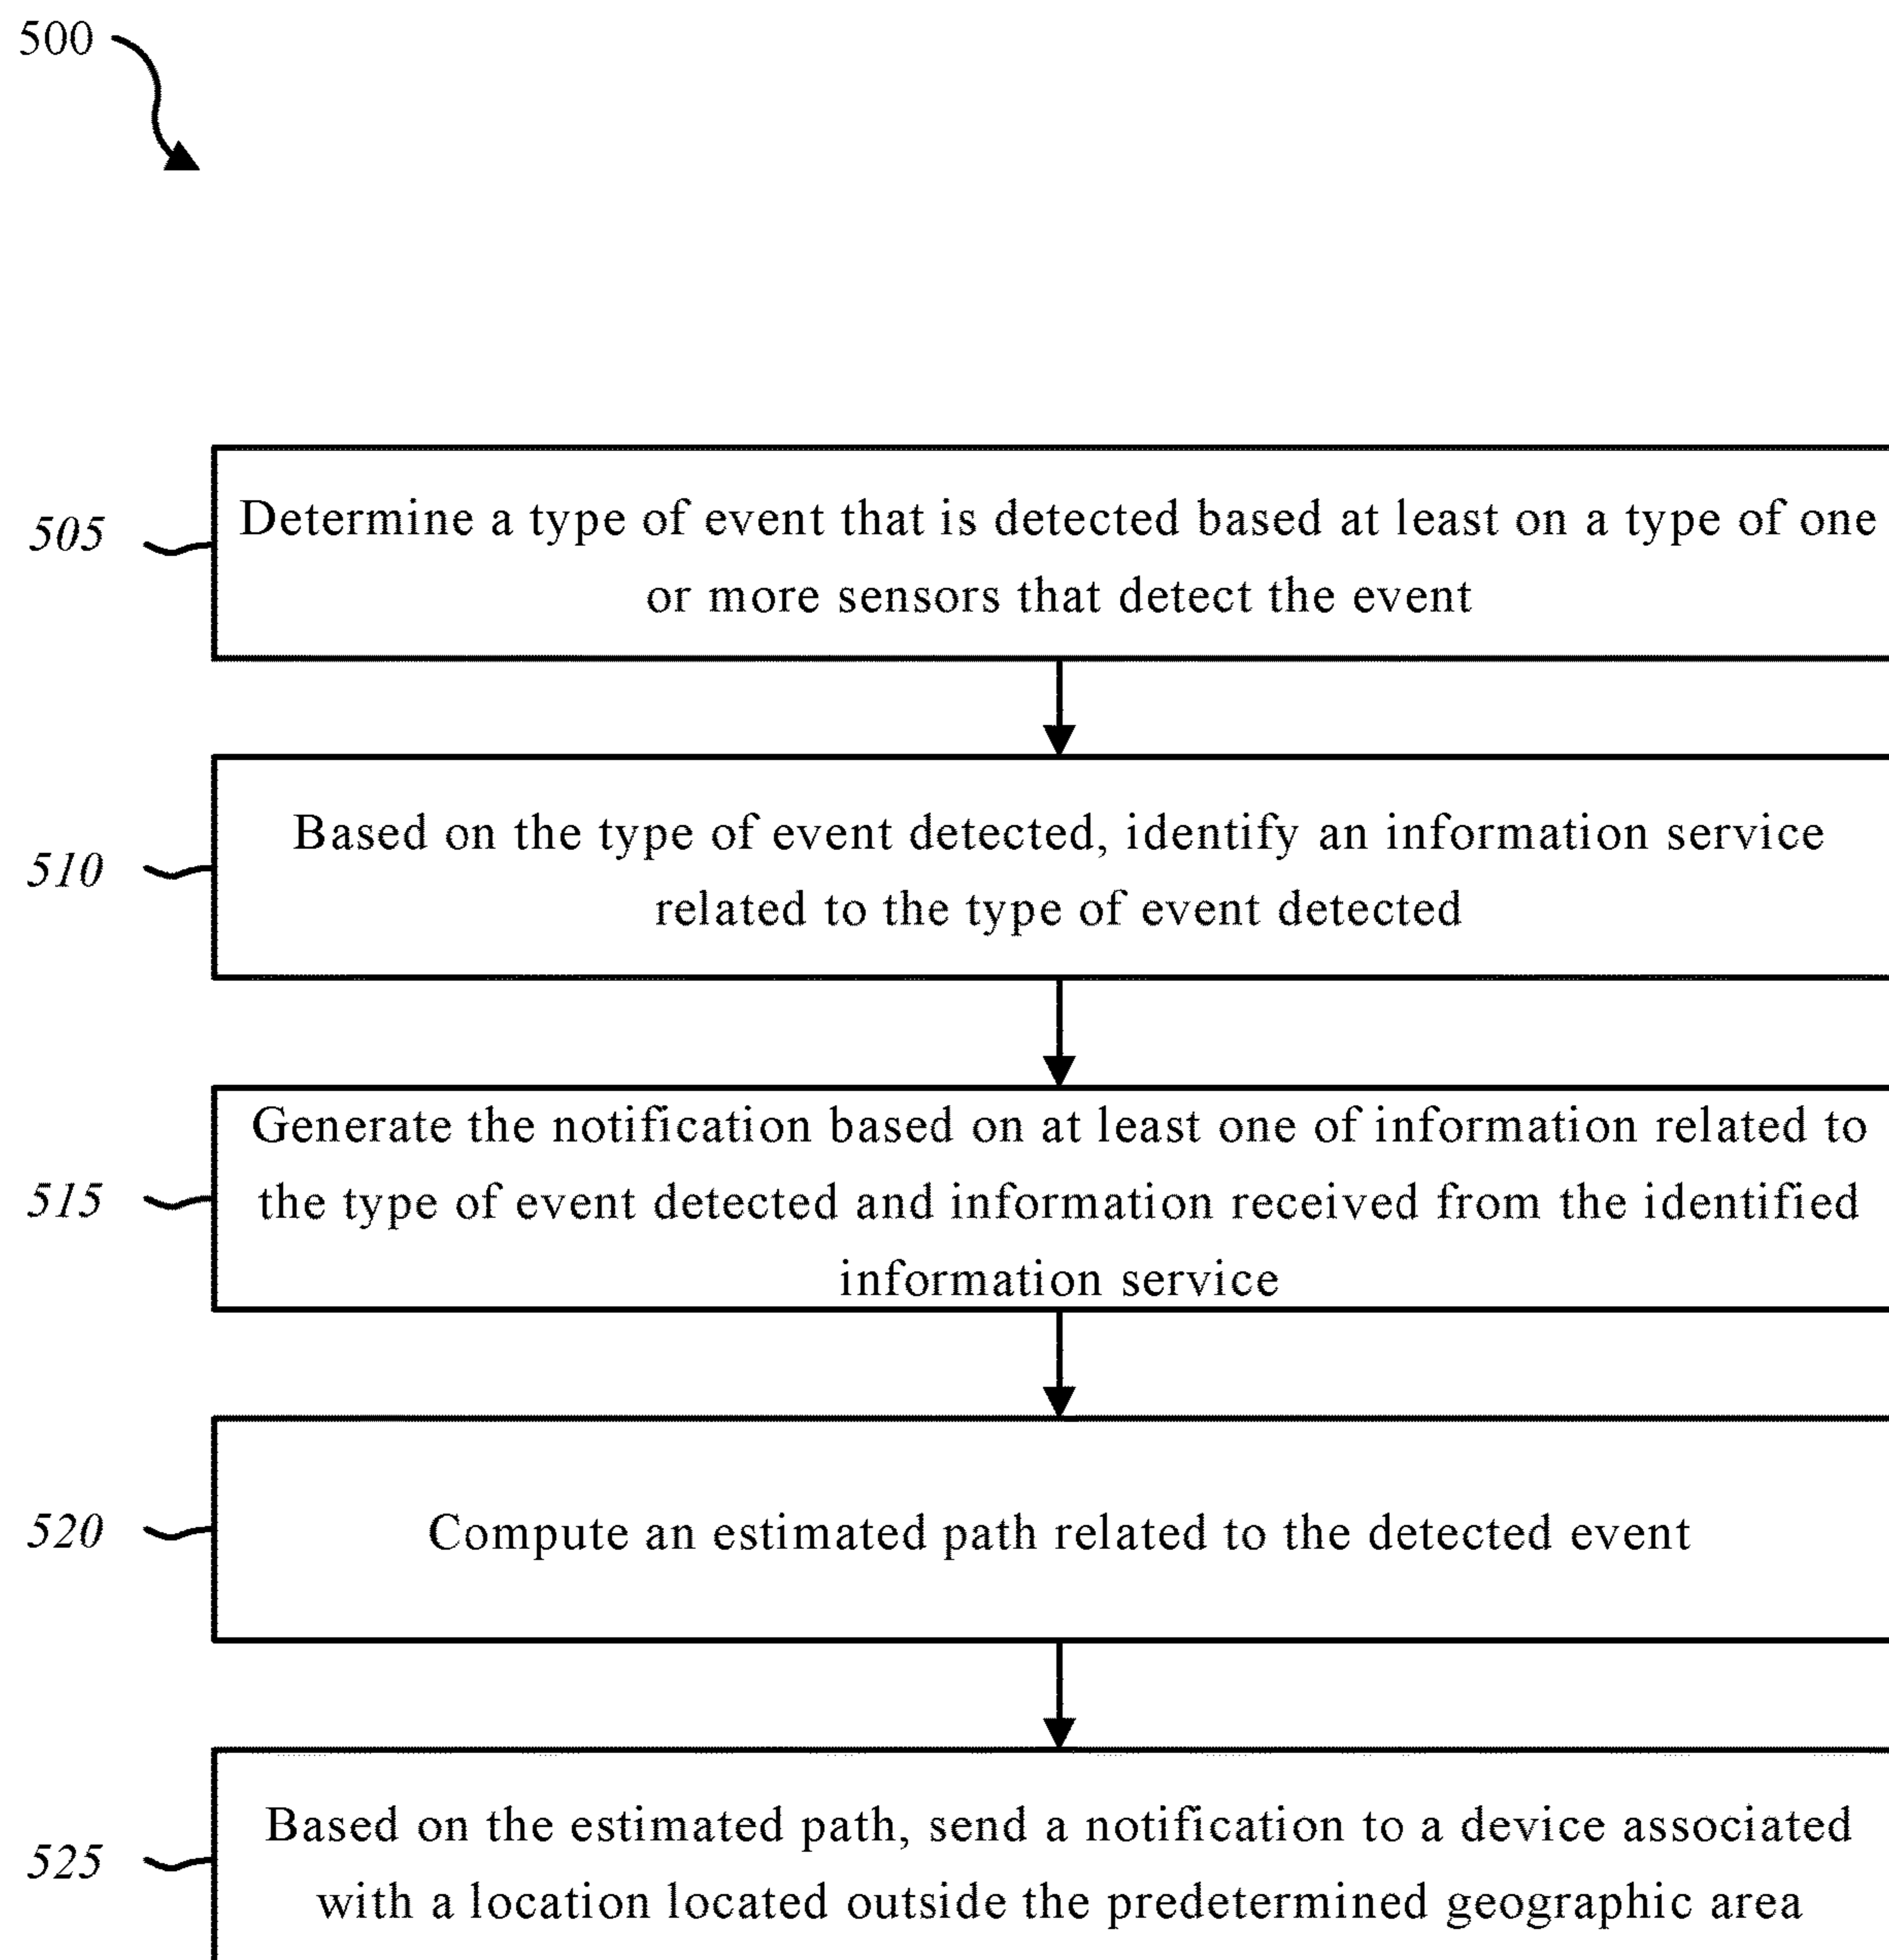 500
505
Determine a type of event that is detected based at least on a type of one
or more sensors that detect the event
510
Based on the type of event detected, identify an information service
related to the type of event detected
515
Generate the notification based on at least one of information related to
the type of event detected and information received from the identified
information service
520
Compute an estimated path related to the detected event
525
Based on the estimated path, send a notification to a device associated
with a location located outside the predetermined geographic area